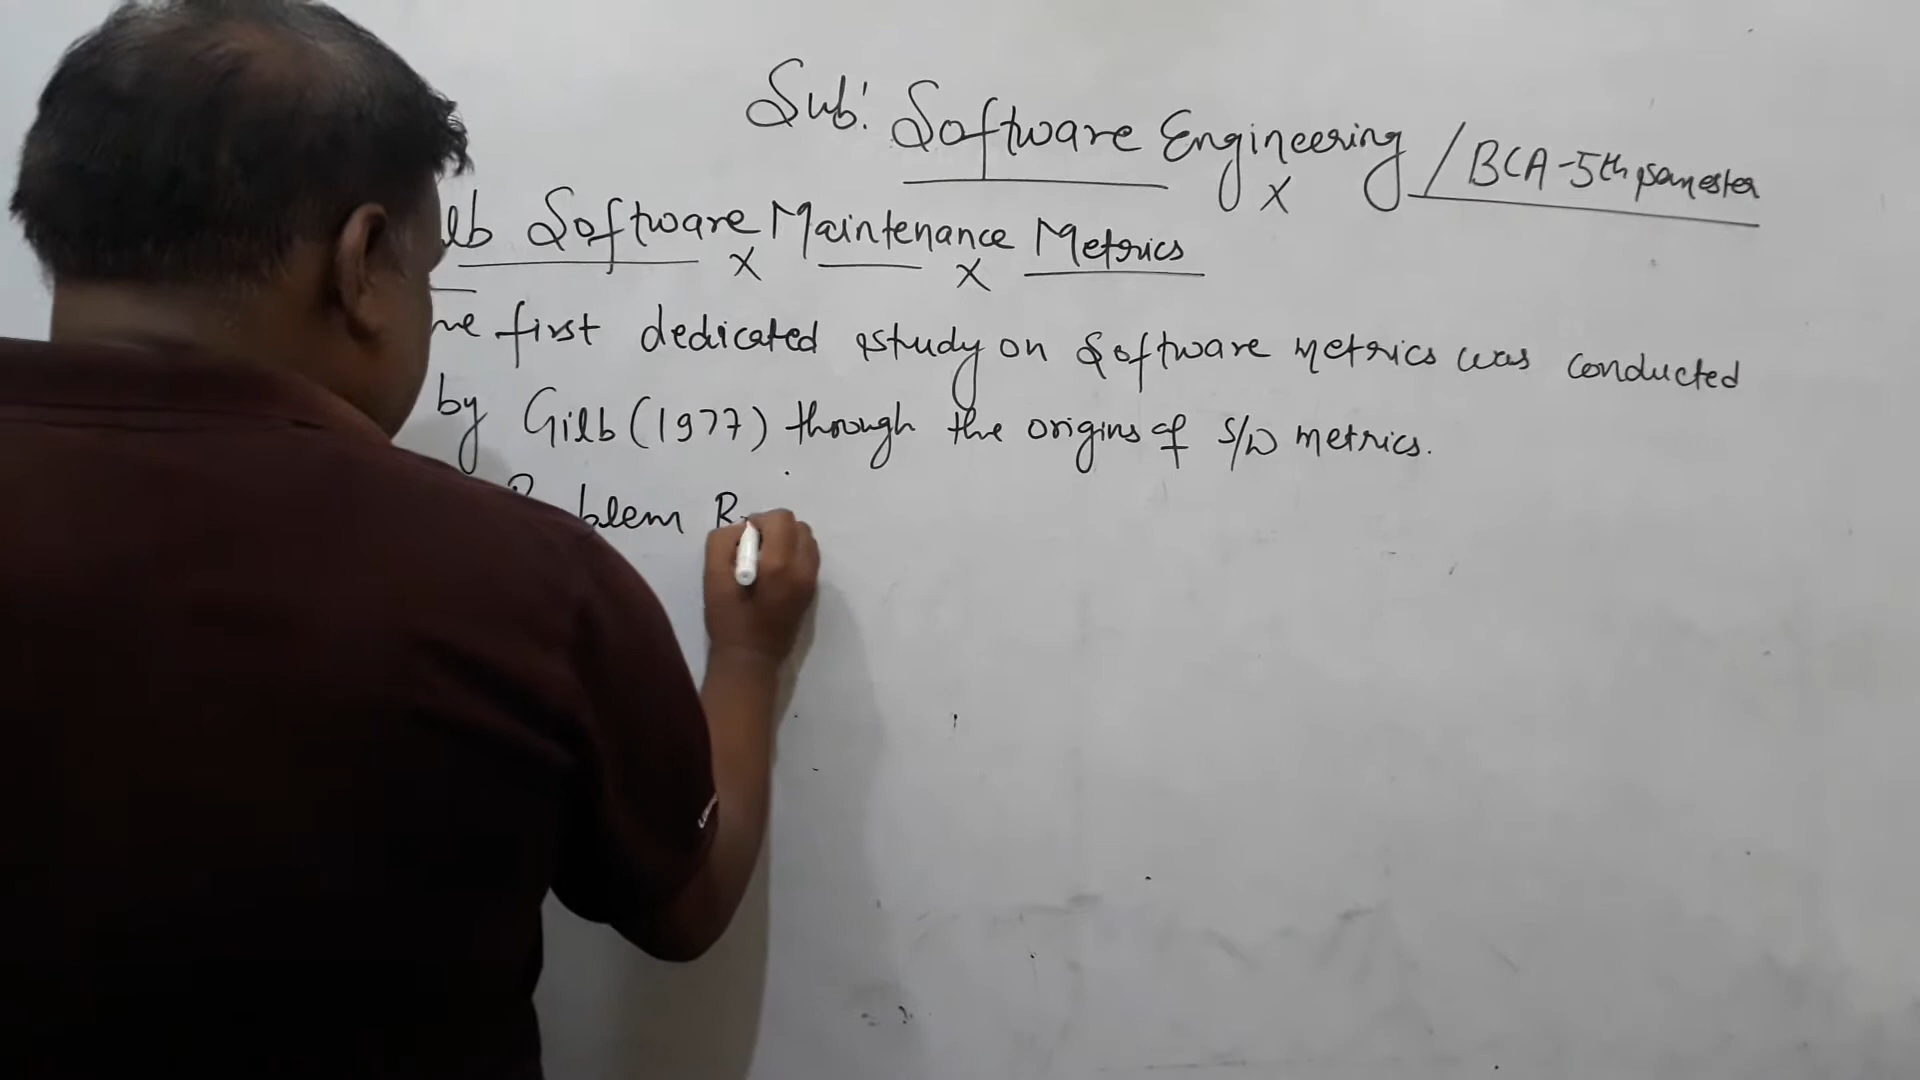 Sub: Software Engineering / BCA-5th semester
Software Maintenance Metrics
first dedicated study on Software metrics was conducted
by Gilb (1977) through the origins of S/W metrics.